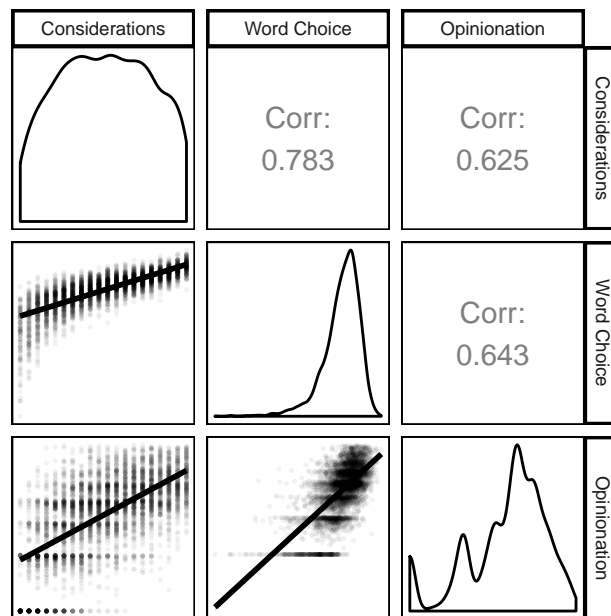 Considerations
Word Choice
Opinionation
Corr:
0.783
Corr:
0.625
Considerations
Corr:
0.643
Word Choice
Opinionation